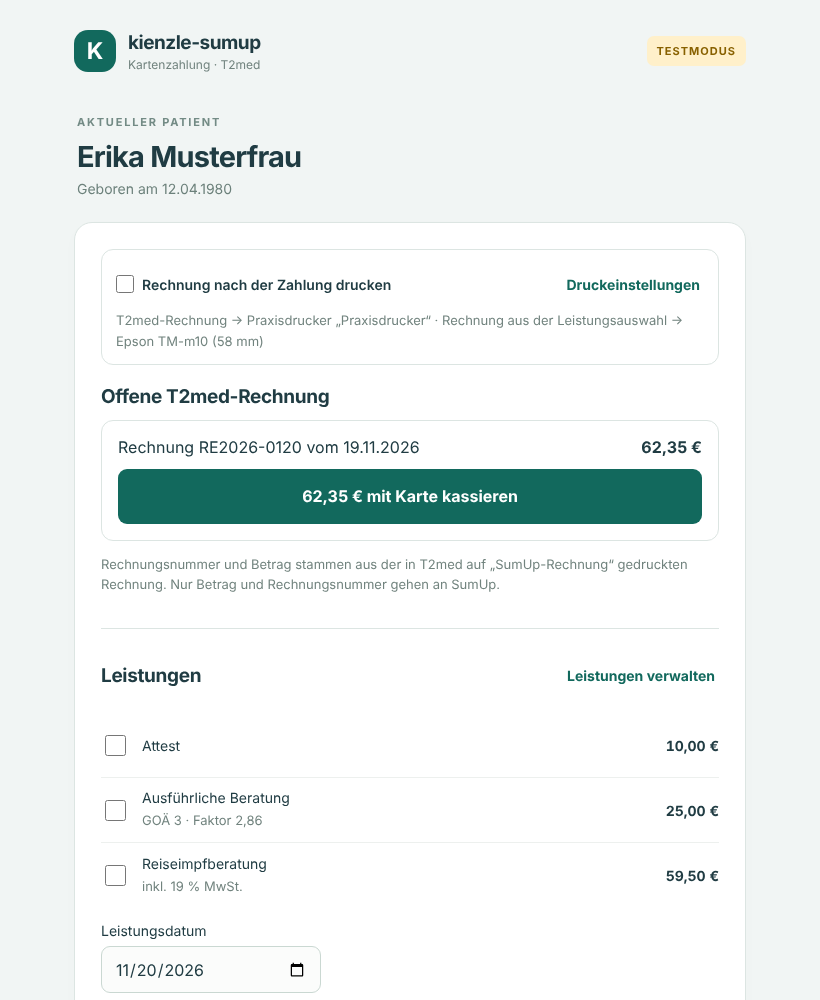 K
kienzle-sumup
Kartenzahlung · T2med
TESTMODUS
AKTUELLER PATIENT
Erika Musterfrau
Geboren am 12.04.1980
Rechnung nach der Zahlung drucken
Druckeinstellungen
T2med-Rechnung → Praxisdrucker „Praxisdrucker“ · Rechnung aus der Leistungsauswahl →
Epson TM-m10 (58 mm)
Offene T2med-Rechnung
Rechnung RE2026-0120 vom 19.11.2026
62,35 €
62,35 € mit Karte kassieren
Rechnungsnummer und Betrag stammen aus der in T2med auf „SumUp-Rechnung“ gedruckten
Rechnung. Nur Betrag und Rechnungsnummer gehen an SumUp.
Leistungen
Leistungen verwalten
Attest
10,00 €
Ausführliche Beratung
GOÄ 3 · Faktor 2,86
25,00 €
Reiseimpfberatung
inkl. 19 % MwSt.
59,50 €
Leistungsdatum
11/20/2026